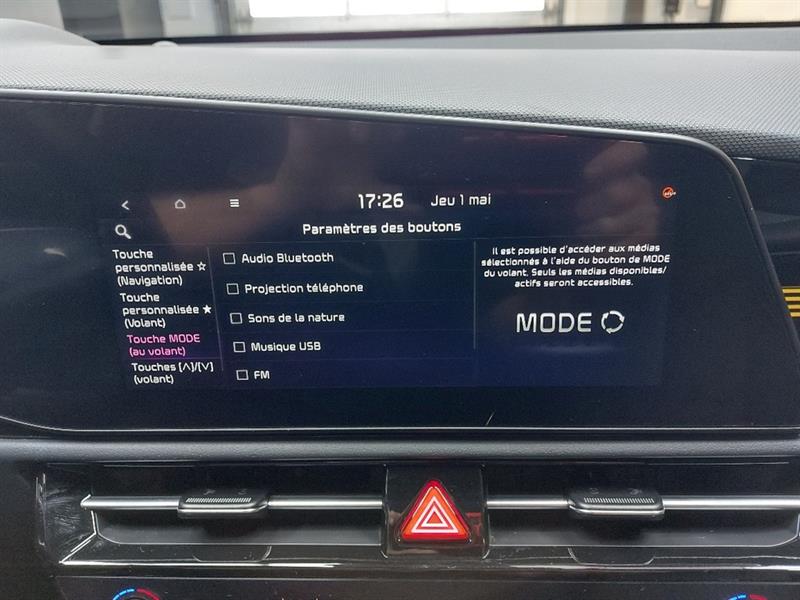 17:26 Jeu 1 mai
Paramètres des boutons
Touche
personnalisée ☆
(Navigation)
Touche
personnalisée ★
(Volant)
Touche MODE
(au volant)
Touches [∧]/[∨]
(volant)
Audio Bluetooth
Projection téléphone
Sons de la nature
Musique USB
FM
Il est possible d'accéder aux médias
sélectionnés à l'aide du bouton de MODE
du volant. Seuls les médias disponibles/
actifs seront accessibles.
MODE